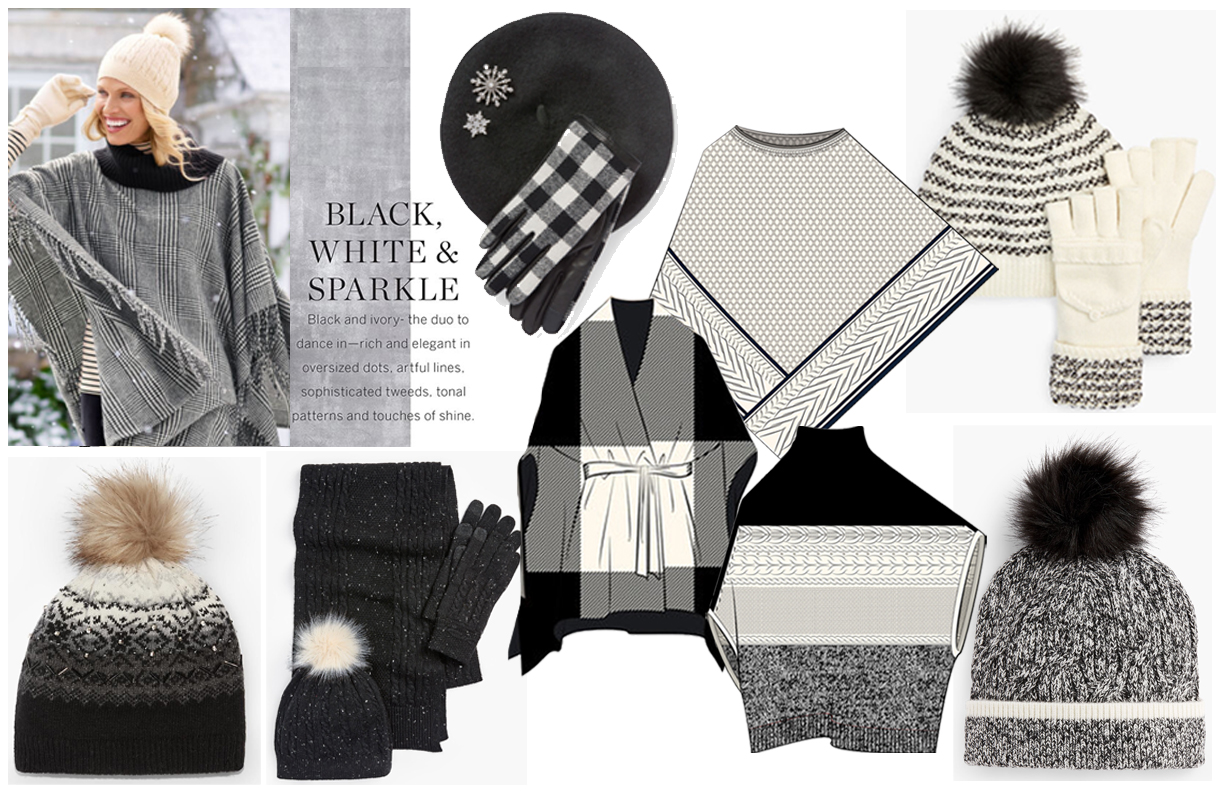 BLACK,
WHITE &
SPARKLE
Black and ivory- the duo to
dance in—rich and elegant in
oversized dots, artful lines,
sophisticated tweeds, tonal
patterns and touches of shine.